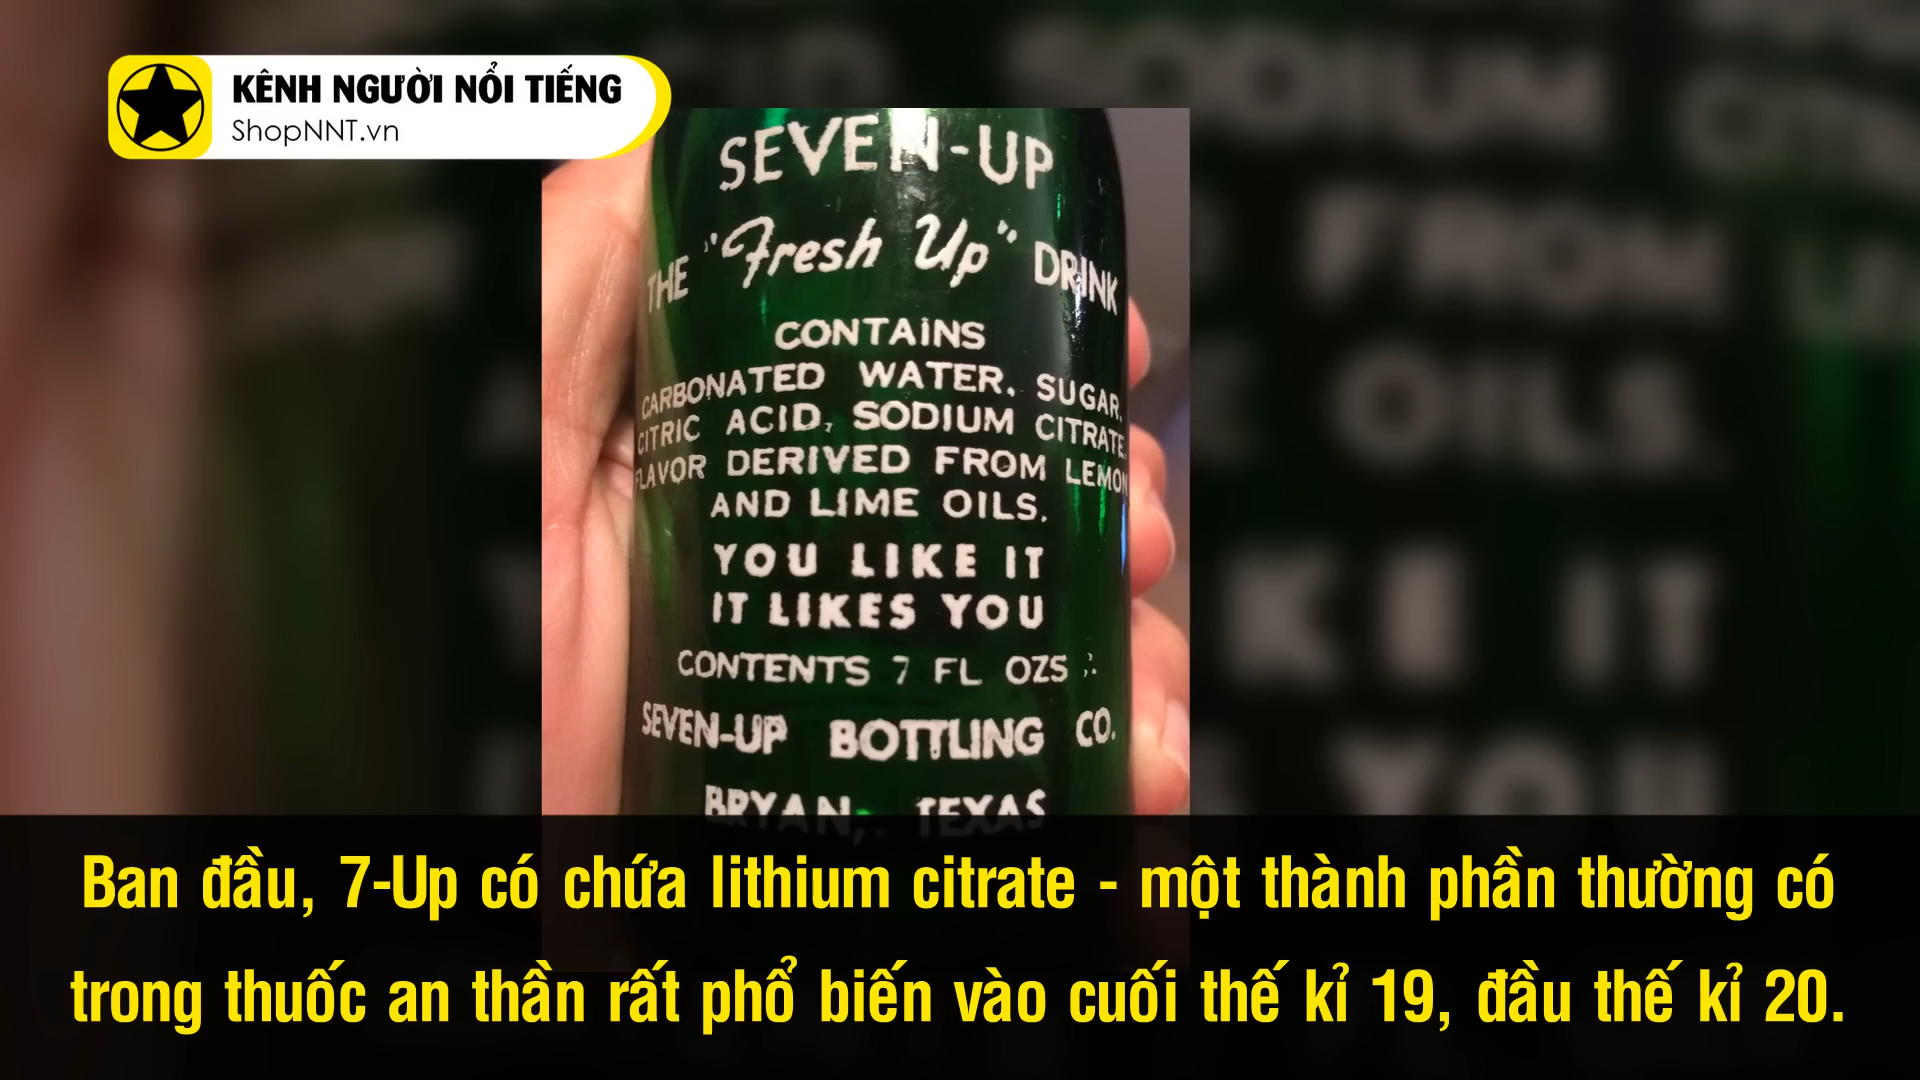 KÊNH NGƯỜI NỔI TIẾNG
ShopNNT.vn
SEVEN-UP
THE "Fresh Up" DRINK
CONTAINS
CARBONATED WATER, SUGAR,
CITRIC ACID, SODIUM CITRATE,
FLAVOR DERIVED FROM LEMON
AND LIME OILS.
YOU LIKE IT
IT LIKES YOU
CONTENTS 7 FL OZS.
SEVEN-UP BOTTLING CO.
BRYAN, TEXAS
Ban đầu, 7-Up có chứa lithium citrate - một thành phần thường có
trong thuốc an thần rất phổ biến vào cuối thế kỉ 19, đầu thế kỉ 20.